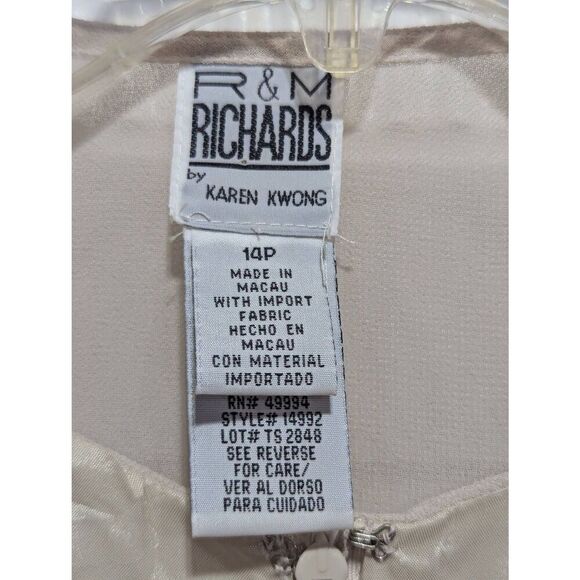 R & M
RICHARDS
by
KAREN KWONG
14P
MADE IN
MACAU
WITH IMPORT
FABRIC
HECHO EN
MACAU
CON MATERIAL
IMPORTADO
RN# 49994
STYLE# 14992
LOT# TS 2848
SEE REVERSE
FOR CARE/
VER AL DORSO
PARA CUIDADO